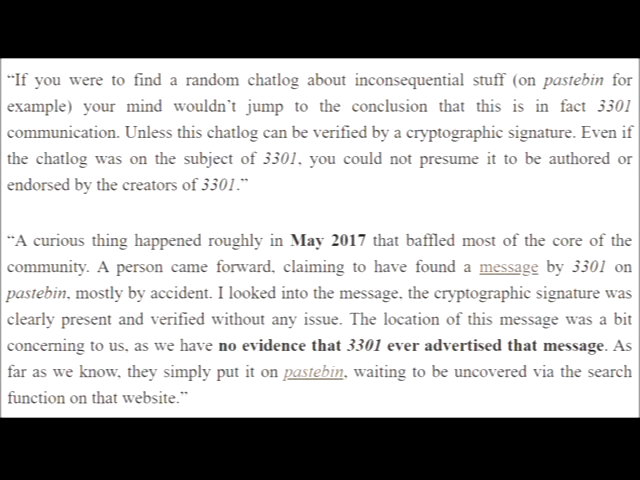 “If you were to find a random chatlog about inconsequential stuff (on pastebin for
example) your mind wouldn’t jump to the conclusion that this is in fact 3301
communication. Unless this chatlog can be verified by a cryptographic signature. Even if
the chatlog was on the subject of 3301, you could not presume it to be authored or
endorsed by the creators of 3301.”
“A curious thing happened roughly in May 2017 that baffled most of the core of the
community. A person came forward, claiming to have found a message by 3301 on
pastebin, mostly by accident. I looked into the message, the cryptographic signature was
clearly present and verified without any issue. The location of this message was a bit
concerning to us, as we have no evidence that 3301 ever advertised that message. As
far as we know, they simply put it on pastebin, waiting to be uncovered via the search
function on that website.”